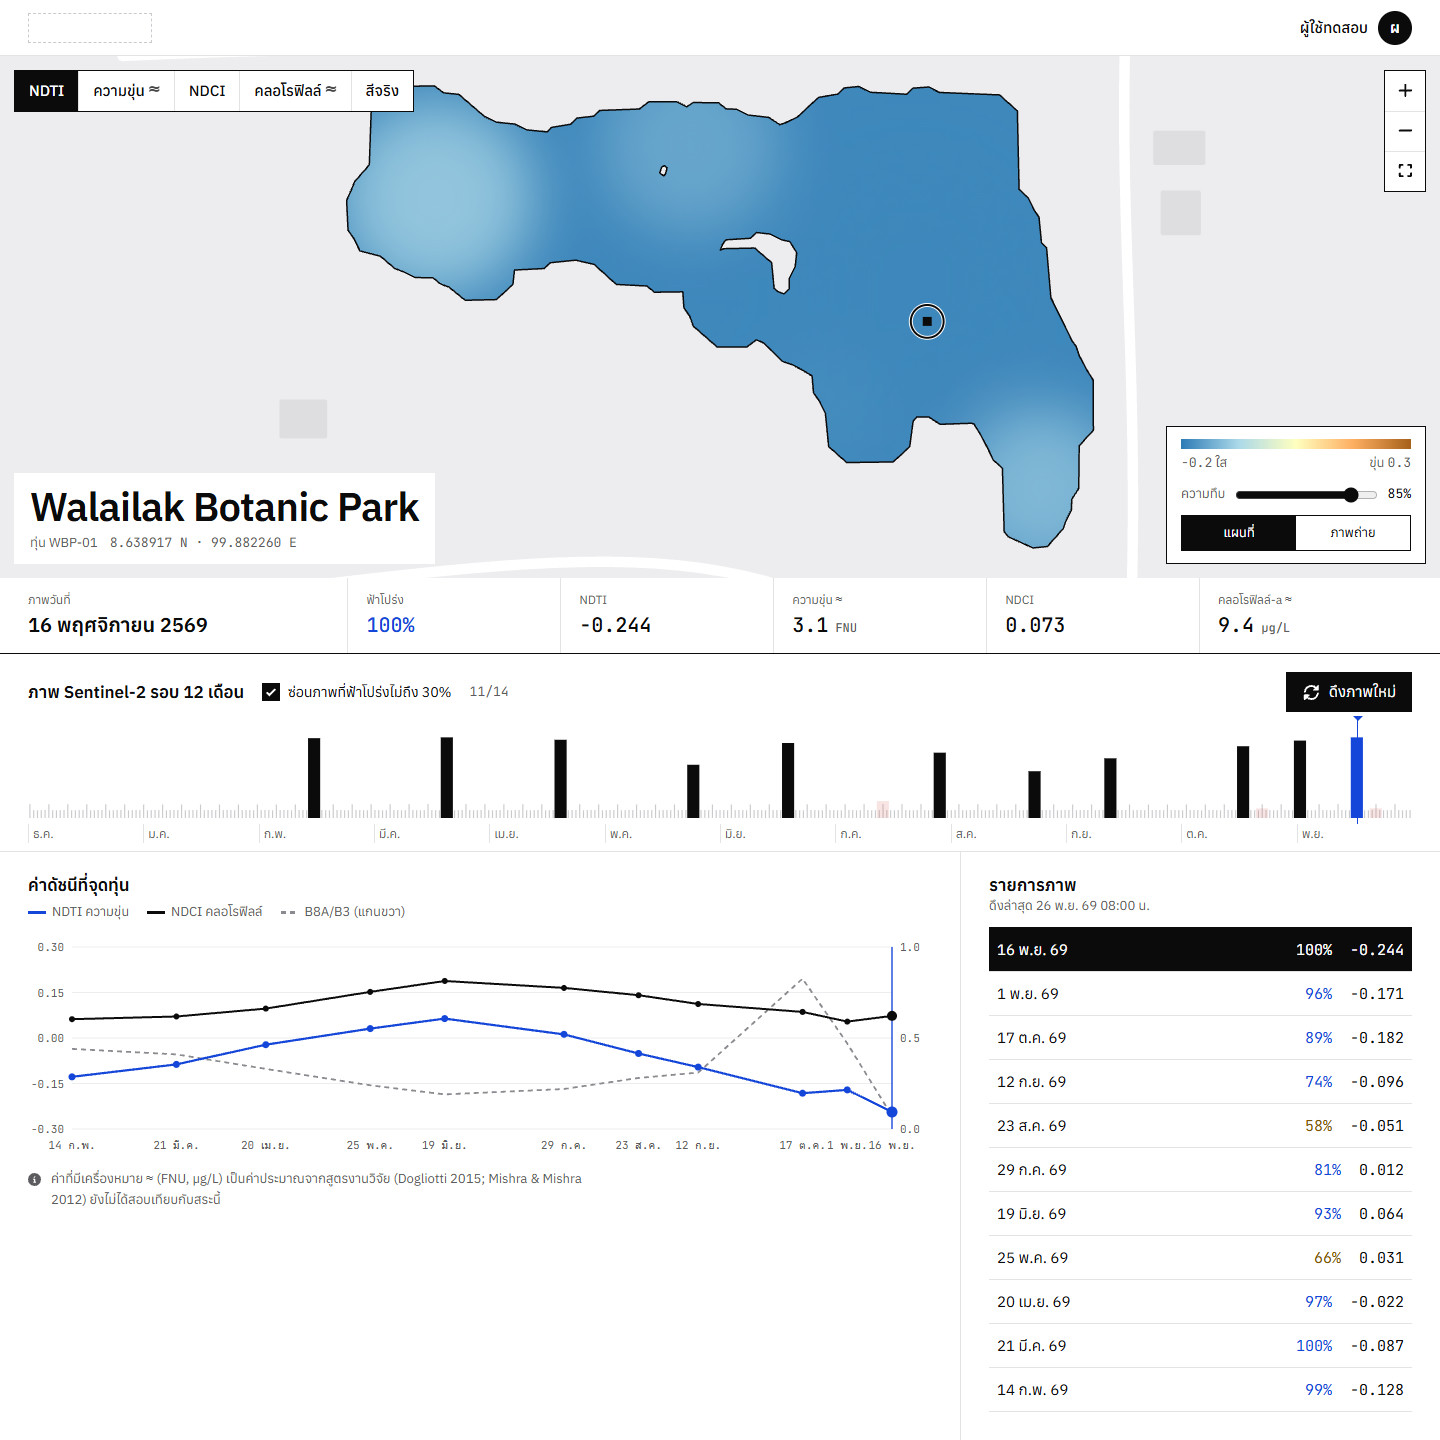 ผู้ใช้ทดสอบ ผ
NDTI ความขุ่น ≈ NDCI คลอโรฟิลล์ ≈ สีจริง
+
−
-0.2 ใส ขุ่น 0.3
ความทึบ 85%
แผนที่ ภาพถ่าย
Walailak Botanic Park
ทุ่น WBP-01 8.638917 N · 99.882260 E
ภาพวันที่ ฟ้าโปร่ง NDTI ความขุ่น ≈ NDCI คลอโรฟิลล์-a ≈
16 พฤศจิกายน 2569 100% -0.244 3.1 FNU 0.073 9.4 µg/L
ภาพ Sentinel-2 รอบ 12 เดือน ซ่อนภาพที่ฟ้าโปร่งไม่ถึง 30% 11/14 ดึงภาพใหม่
ธ.ค. ม.ค. ก.พ. มี.ค. เม.ย. พ.ค. มิ.ย. ก.ค. ส.ค. ก.ย. ต.ค. พ.ย.
ค่าดัชนีที่จุดทุ่น
NDTI ความขุ่น NDCI คลอโรฟิลล์ B8A/B3 (แกนขวา)
0.30 1.0
0.15
0.00 0.5
-0.15
-0.30 0.0
14 ก.พ. 21 มี.ค. 20 เม.ย. 25 พ.ค. 19 มิ.ย. 29 ก.ค. 23 ส.ค. 12 ก.ย. 17 ต.ค. 1 พ.ย. 16 พ.ย.
ค่าที่มีเครื่องหมาย ≈ (FNU, µg/L) เป็นค่าประมาณจากสูตรงานวิจัย (Dogliotti 2015; Mishra & Mishra
2012) ยังไม่ได้สอบเทียบกับสระนี้
รายการภาพ
ดึงล่าสุด 26 พ.ย. 69 08:00 น.
16 พ.ย. 69 100% -0.244
1 พ.ย. 69 96% -0.171
17 ต.ค. 69 89% -0.182
12 ก.ย. 69 74% -0.096
23 ส.ค. 69 58% -0.051
29 ก.ค. 69 81% 0.012
19 มิ.ย. 69 93% 0.064
25 พ.ค. 69 66% 0.031
20 เม.ย. 69 97% -0.022
21 มี.ค. 69 100% -0.087
14 ก.พ. 69 99% -0.128